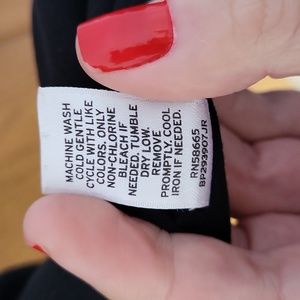 MACHINE WASH
COLD GENTLE
CYCLE WITH LIKE
COLORS. ONLY
NON-CHLORINE
BLEACH IF
NEEDED. TUMBLE
DRY LOW.
REMOVE
PROMPTLY. COOL
IRON IF NEEDED.
RN58665
BP293907JR